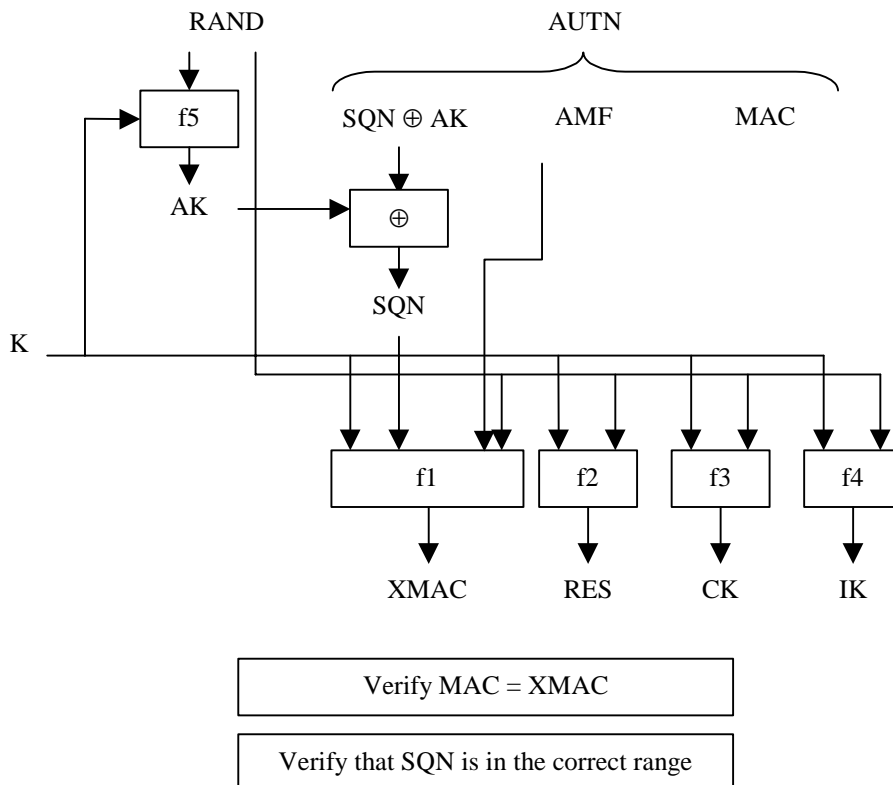 RAND AUTN
f5 SQN ⊕ AK AMF MAC
AK ⊕
SQN
K
f1 f2 f3 f4
XMAC RES CK IK
Verify MAC = XMAC
Verify that SQN is in the correct range